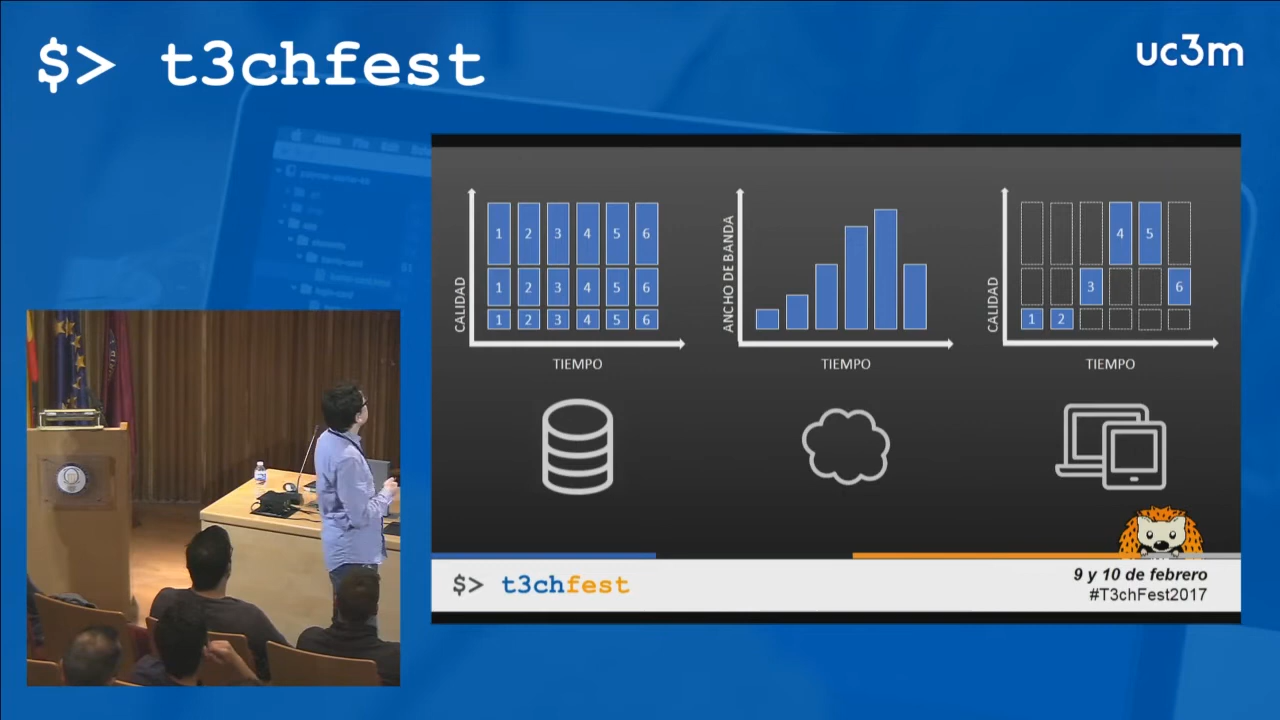 $> t3chfest
uc3m
CALIDAD
1 2 3 4 5 6
1 2 3 4 5 6
1 2 3 4 5 6
TIEMPO
ANCHO DE BANDA
TIEMPO
CALIDAD
4 5
3 6
1 2
TIEMPO
$> t3chfest
9 y 10 de febrero
#T3chFest2017